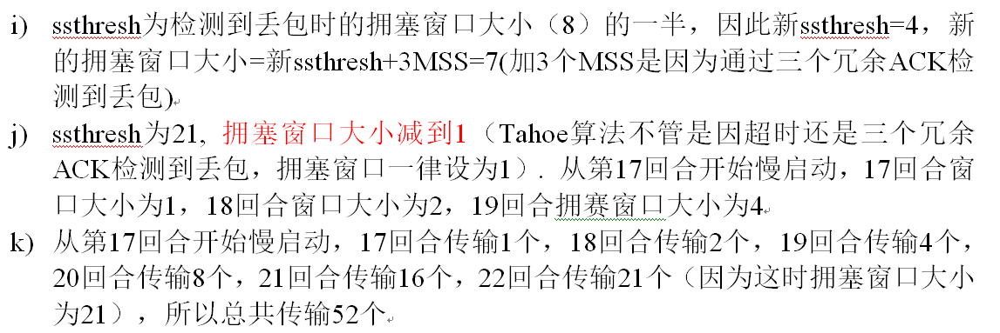 i) ssthresh为检测到丢包时的拥塞窗口大小（8）的一半，因此新ssthresh=4，新
的拥塞窗口大小=新ssthresh+3MSS=7(加3个MSS是因为通过三个冗余ACK检
测到丢包)
j) ssthresh为21, 拥塞窗口大小减到1（Tahoe算法不管是因超时还是三个冗余
ACK检测到丢包，拥塞窗口一律设为1）. 从第17回合开始慢启动，17回合窗
口大小为1，18回合窗口大小为2，19回合拥赛窗口大小为4
k) 从第17回合开始慢启动，17回合传输1个，18回合传输2个，19回合传输4个，
20回合传输8个，21回合传输16个，22回合传输21个（因为这时拥塞窗口大小
为21），所以总共传输52个。